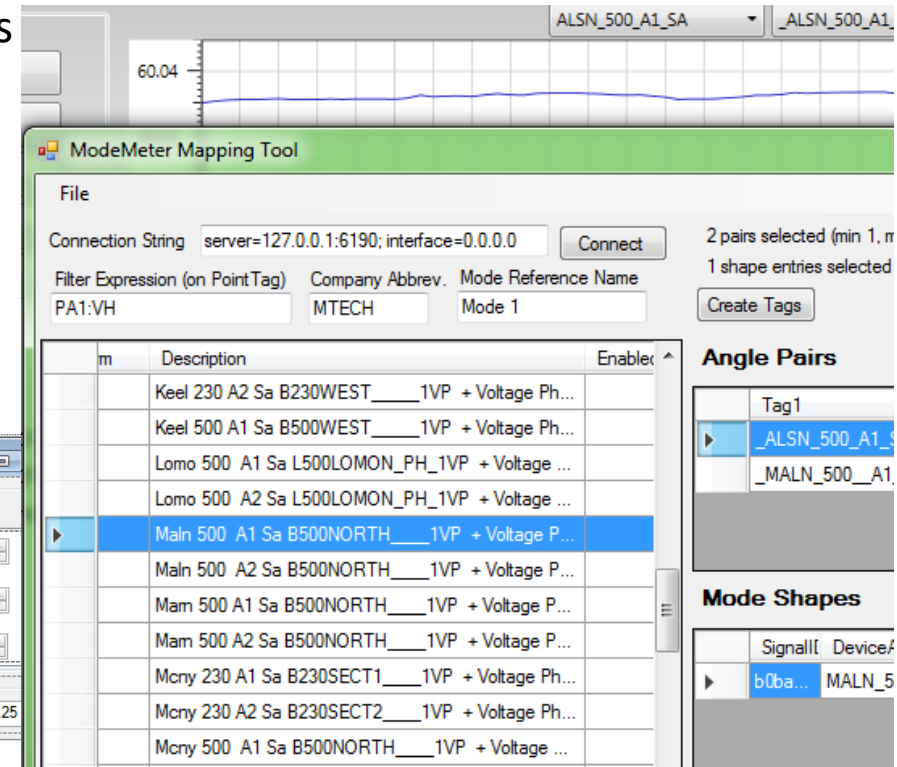 s
ALSN_500_A1_SA
_ALSN_500_A1_
60.04
ModeMeter Mapping Tool
File
Connection String server=127.0.0.1:6190; interface=0.0.0.0 Connect
2 pairs selected (min 1, m
1 shape entries selected
Filter Expression (on PointTag) Company Abbrev. Mode Reference Name
PA1:VH MTECH Mode 1
Create Tags
m Description Enabled
Keel 230 A2 Sa B230WEST_____1VP + Voltage Ph...
Keel 500 A1 Sa B500WEST_____1VP + Voltage Ph...
Lomo 500 A1 Sa L500LOMON_PH_1VP + Voltage ...
Lomo 500 A2 Sa L500LOMON_PH_1VP + Voltage ...
Maln 500 A1 Sa B500NORTH____1VP + Voltage P...
Maln 500 A2 Sa B500NORTH____1VP + Voltage P...
Mam 500 A1 Sa B500NORTH____1VP + Voltage P...
Mam 500 A2 Sa B500NORTH____1VP + Voltage P...
Mcny 230 A1 Sa B230SECT1____1VP + Voltage Ph...
Mcny 230 A2 Sa B230SECT2____1VP + Voltage Ph...
Mcny 500 A1 Sa B500NORTH____1VP + Voltage ...
Angle Pairs
Tag1
_ALSN_500_A1_S
_MALN_500__A1_
Mode Shapes
SignalI DeviceA
b0ba... MALN_5
.25